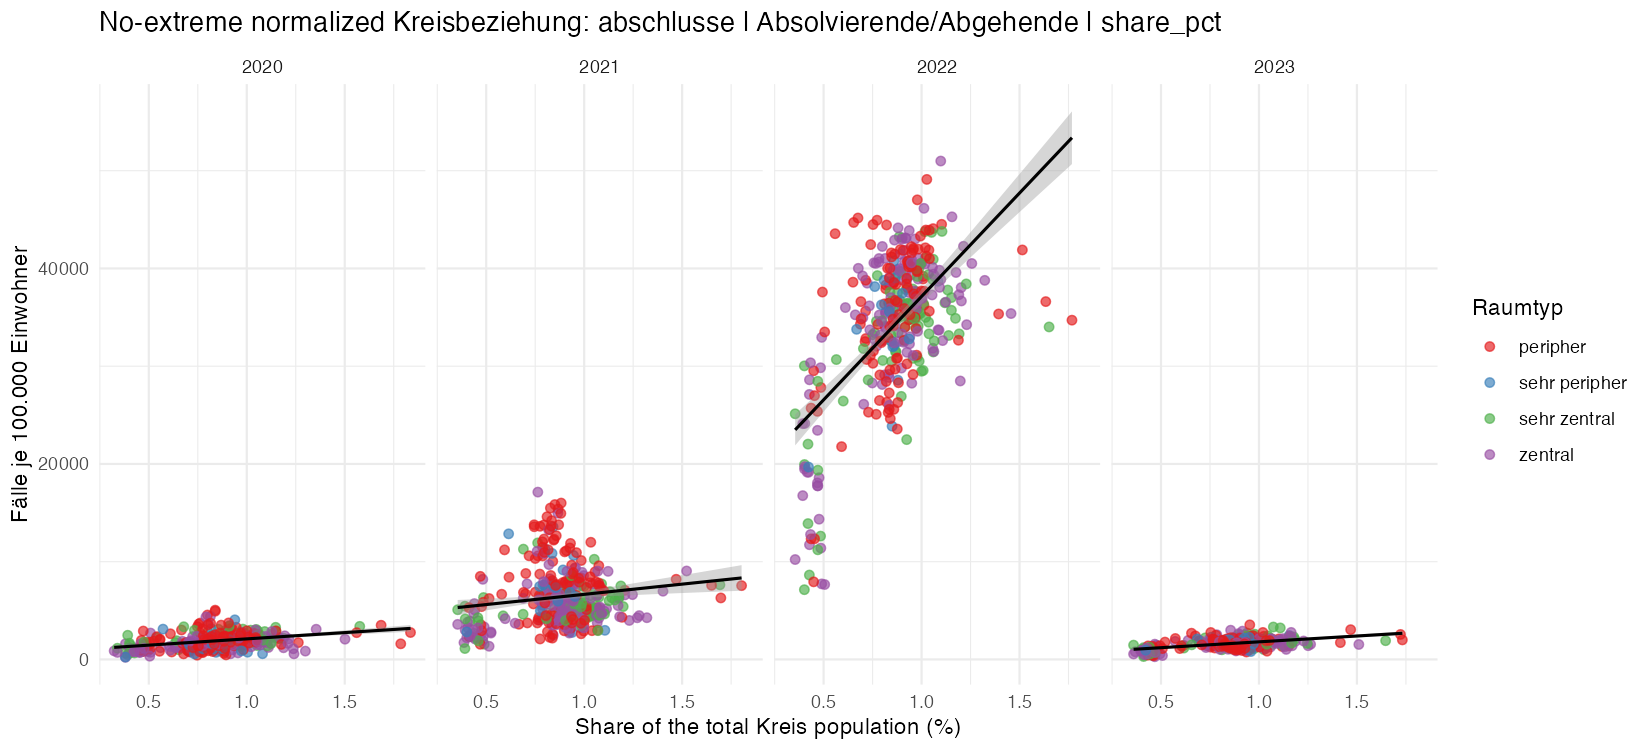 No-extreme normalized Kreisbeziehung: abschlusse | Absolvierende/Abgehende | share_pct
2020 2021 2022 2023
Fälle je 100.000 Einwohner
40000
20000
0
0.5 1.0 1.5 0.5 1.0 1.5 0.5 1.0 1.5 0.5 1.0 1.5
Share of the total Kreis population (%)
Raumtyp
peripher
sehr peripher
sehr zentral
zentral